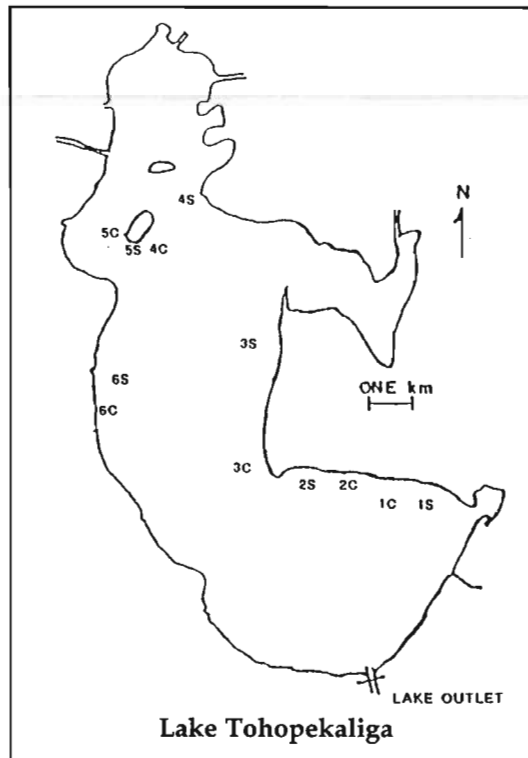 N
4S
5C
5S 4C
3S
6S
ONE km
6C
3C
2S 2C
1C 1S
LAKE OUTLET
Lake Tohopekaliga